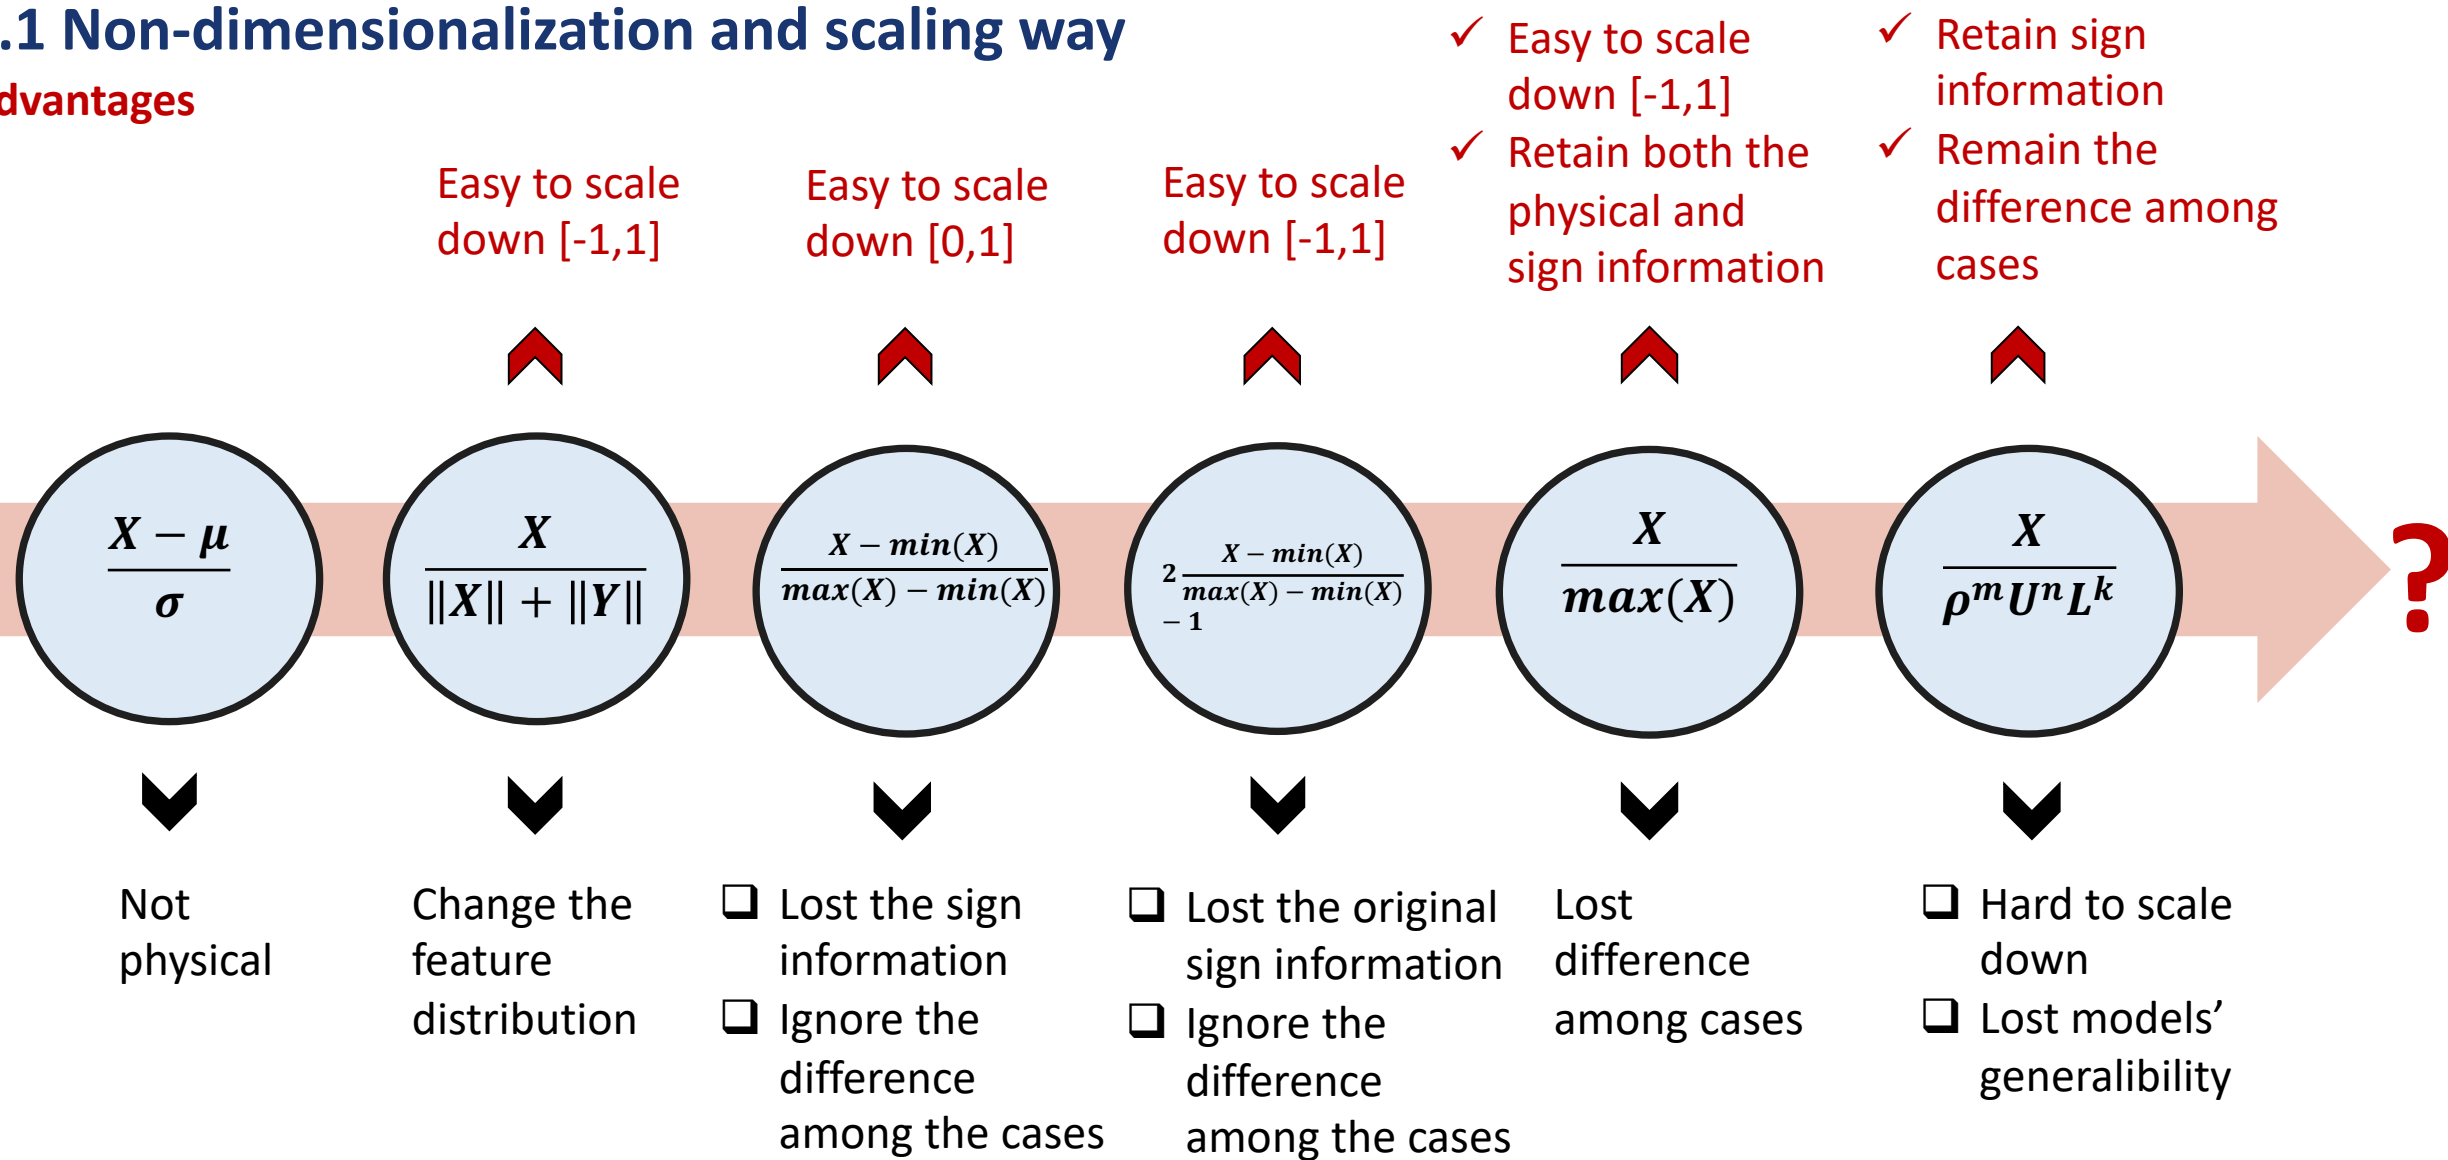 .1 Non-dimensionalization and scaling way
dvantages
Easy to scale
down [-1,1]
Easy to scale
down [0,1]
Easy to scale
down [-1,1]
✓ Easy to scale
down [-1,1]
✓ Retain both the
physical and
sign information
✓ Retain sign
information
✓ Remain the
difference among
cases
X − μ
σ
X
‖X‖ + ‖Y‖
X − min(X)
max(X) − min(X)
2 X − min(X)
max(X) − min(X)
− 1
X
max(X)
X
ρ^m U^n L^k
?
Not
physical
Change the
feature
distribution
❑ Lost the sign
information
❑ Ignore the
difference
among the cases
❑ Lost the original
sign information
❑ Ignore the
difference
among the cases
Lost
difference
among cases
❑ Hard to scale
down
❑ Lost models’
generalibility